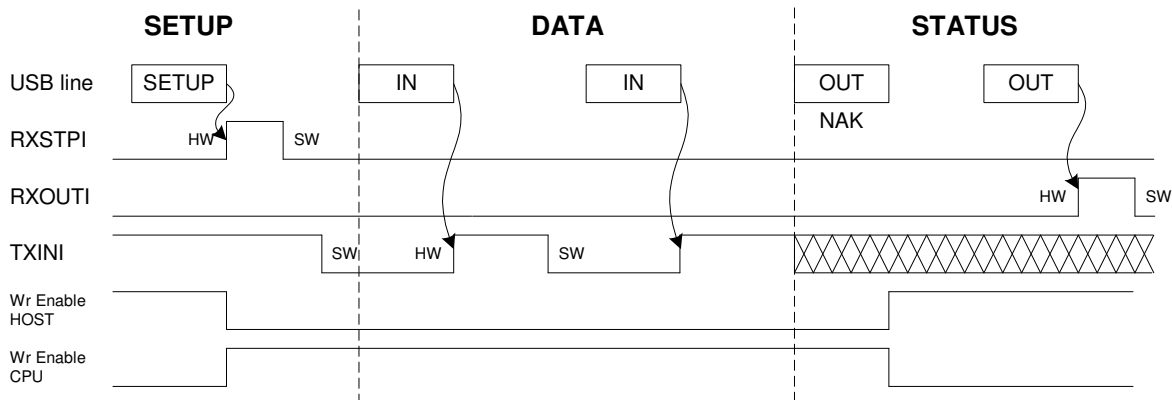 SETUP DATA STATUS
USB line SETUP IN IN OUT OUT
NAK
RXSTPI HW SW
RXOUTI HW SW
TXINI SW HW SW
Wr Enable
HOST
Wr Enable
CPU